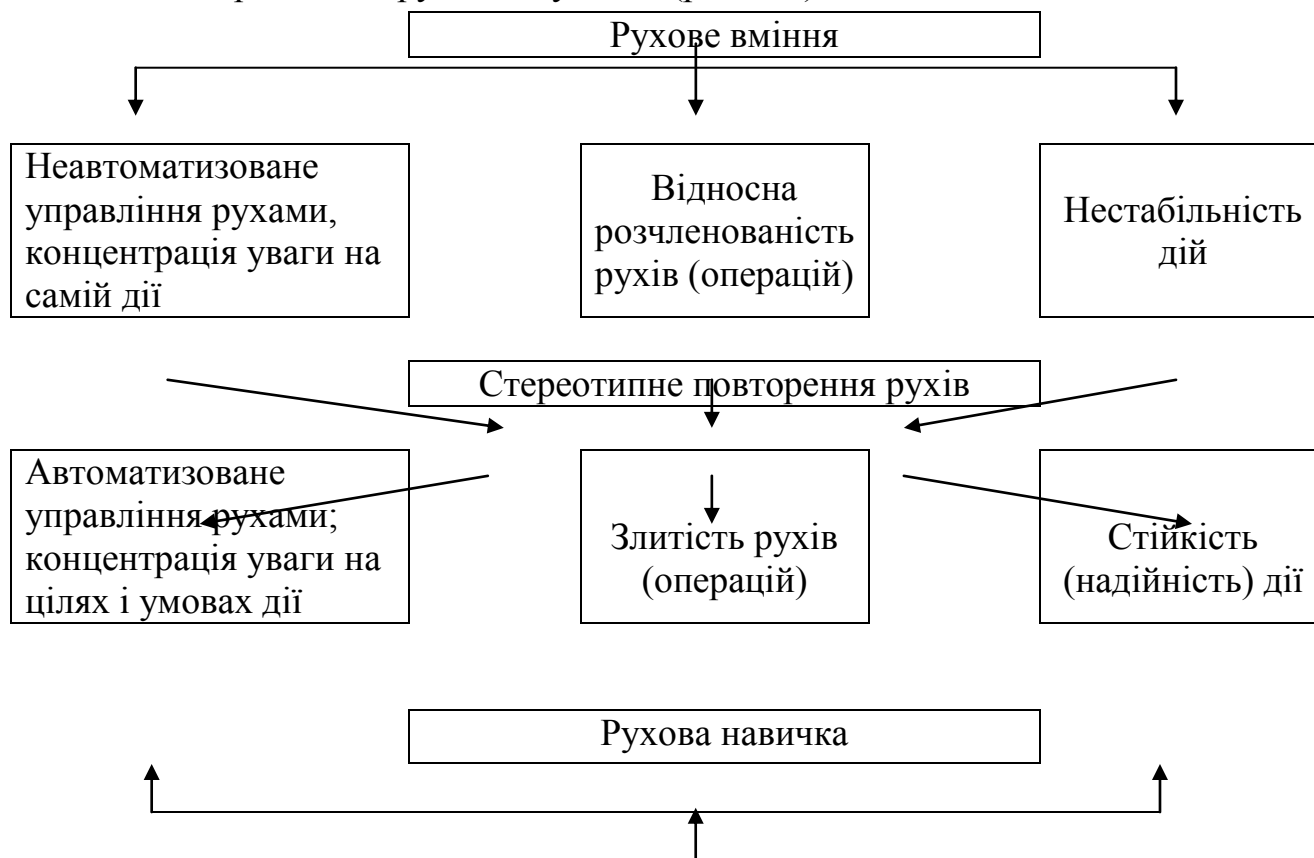 Рухове вміння
Неавтоматизоване
управління рухами,
концентрація уваги на
самій дії
Відносна
розчленованість
рухів (операцій)
Нестабільність
дій
Стереотипне повторення рухів
Автоматизоване
управління рухами;
концентрація уваги на
цілях і умовах дії
Злитість рухів
(операцій)
Стійкість
(надійність) дії
Рухова навичка